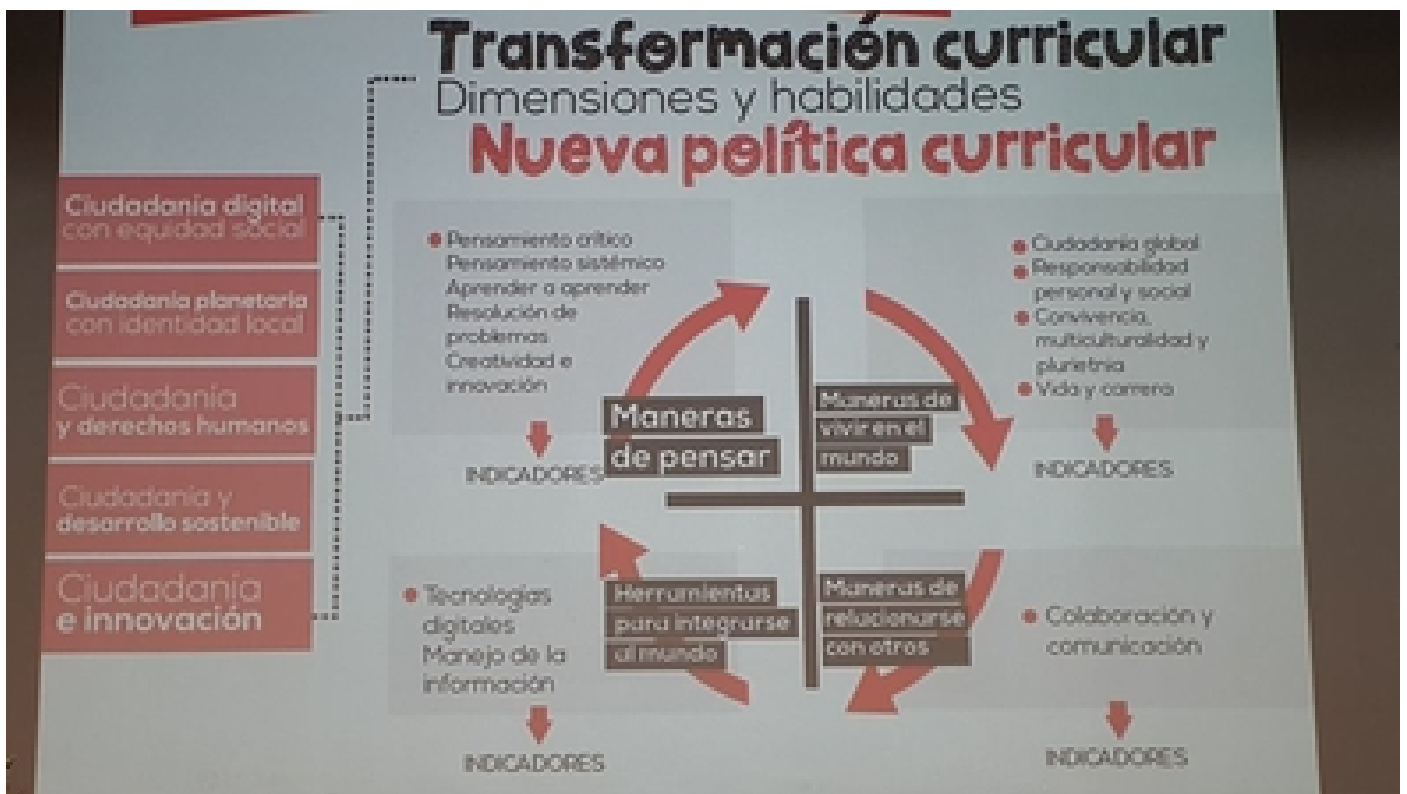 Transformación curricular
Dimensiones y habilidades
Nueva política curricular
Ciudadanía digital
con equidad social
Ciudadanía planetaria
con identidad local
Ciudadanía
y derechos humanos
Ciudadanía y
desarrollo sostenible
Ciudadanía
e innovación
Pensamiento crítico
Pensamiento sistémico
Aprender a aprender
Resolución de
problemas
Creatividad e
innovación
INDICADORES
Maneras
de pensar
Maneras de
vivir en el
mundo
Ciudadanía global
Responsabilidad
personal y social
Convivencia,
multiculturalidad y
plurietnia
Vida y carrera
INDICADORES
Tecnologías
digitales
Manejo de la
información
INDICADORES
Herramientas
para integrarse
al mundo
Maneras de
relacionarse
con otros
Colaboración y
comunicación
INDICADORES